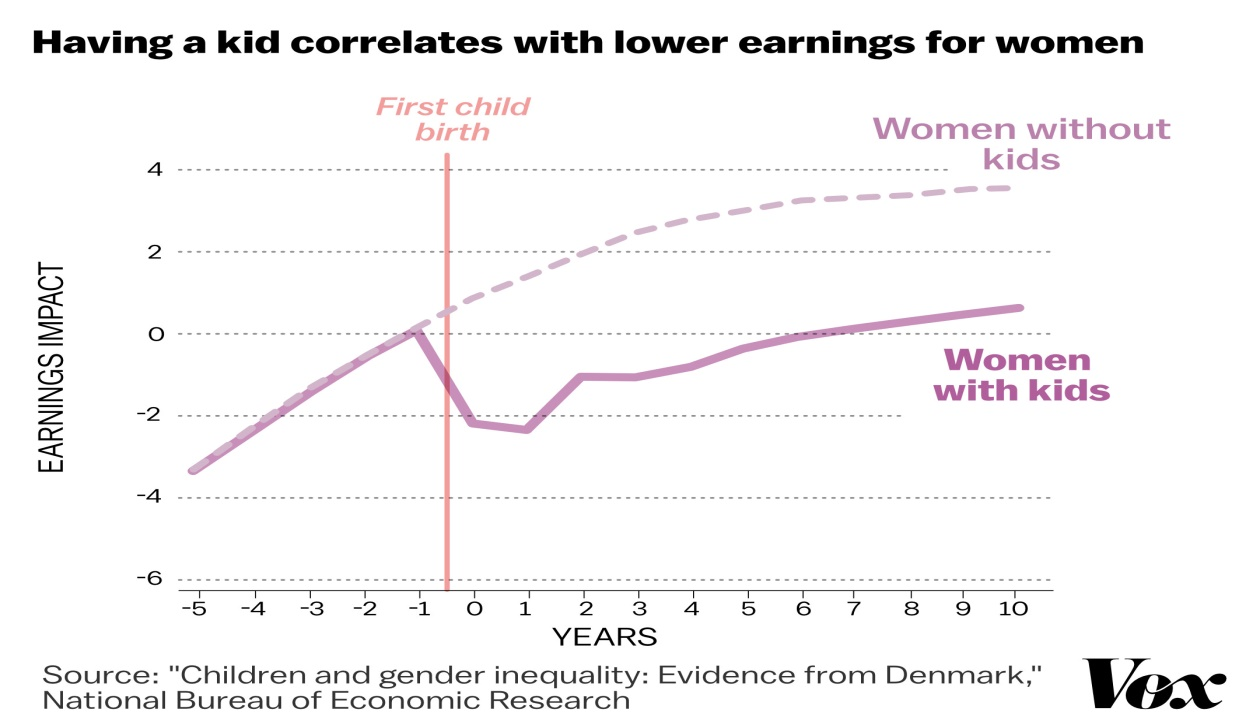 Having a kid correlates with lower earnings for women
First child
birth
Women without
kids
4
2
0
-2
-4
-6
EARNINGS IMPACT
Women
with kids
-5 -4 -3 -2 -1 0 1 2 3 4 5 6 7 8 9 10
YEARS
Source: "Children and gender inequality: Evidence from Denmark,"
National Bureau of Economic Research
Vox